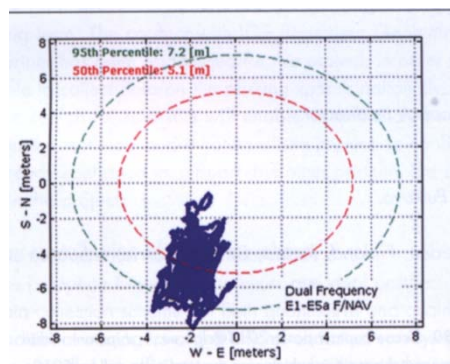 95th Percentile: 7.2 [m]
50th Percentile: 5.1 [m]
8
6
4
2
0
-2
-4
-6
-8
S - N [meters]
Dual Frequency
E1-E5a F/NAV
-8 -6 -4 -2 0 2 4 6 8
W - E [meters]